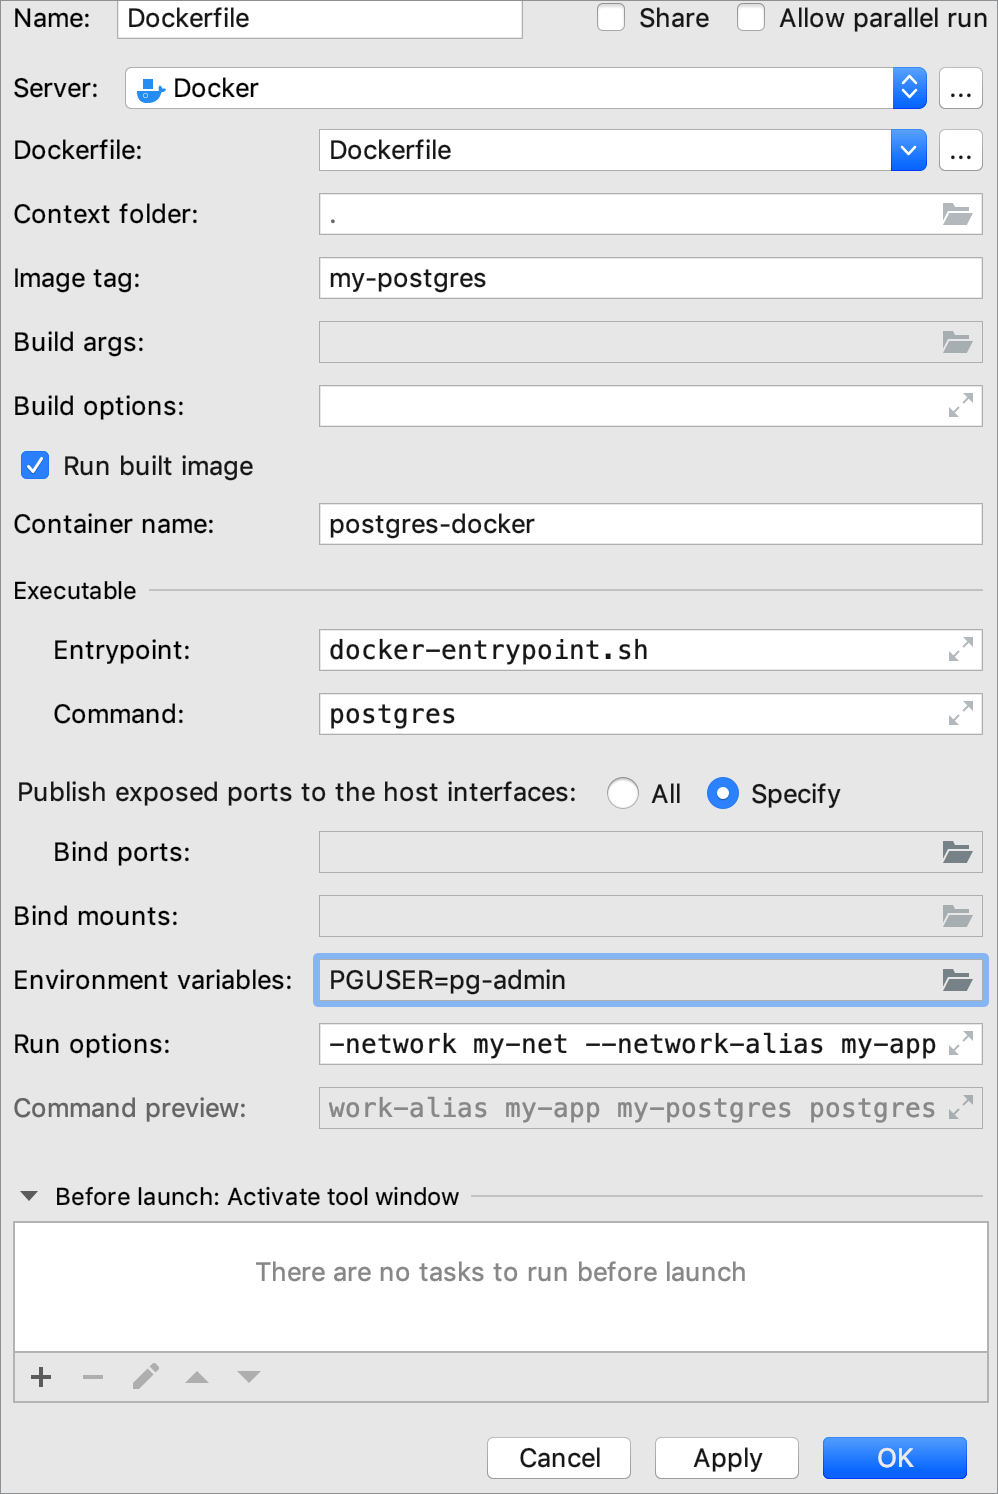 Name: Dockerfile Share Allow parallel run
Server: Docker ...
Dockerfile: Dockerfile ...
Context folder: .
Image tag: my-postgres
Build args:
Build options:
Run built image
Container name: postgres-docker
Executable
Entrypoint: docker-entrypoint.sh
Command: postgres
Publish exposed ports to the host interfaces: All Specify
Bind ports:
Bind mounts:
Environment variables: PGUSER=pg-admin
Run options: -network my-net --network-alias my-app
Command preview: work-alias my-app my-postgres postgres
Before launch: Activate tool window
There are no tasks to run before launch
Cancel Apply OK